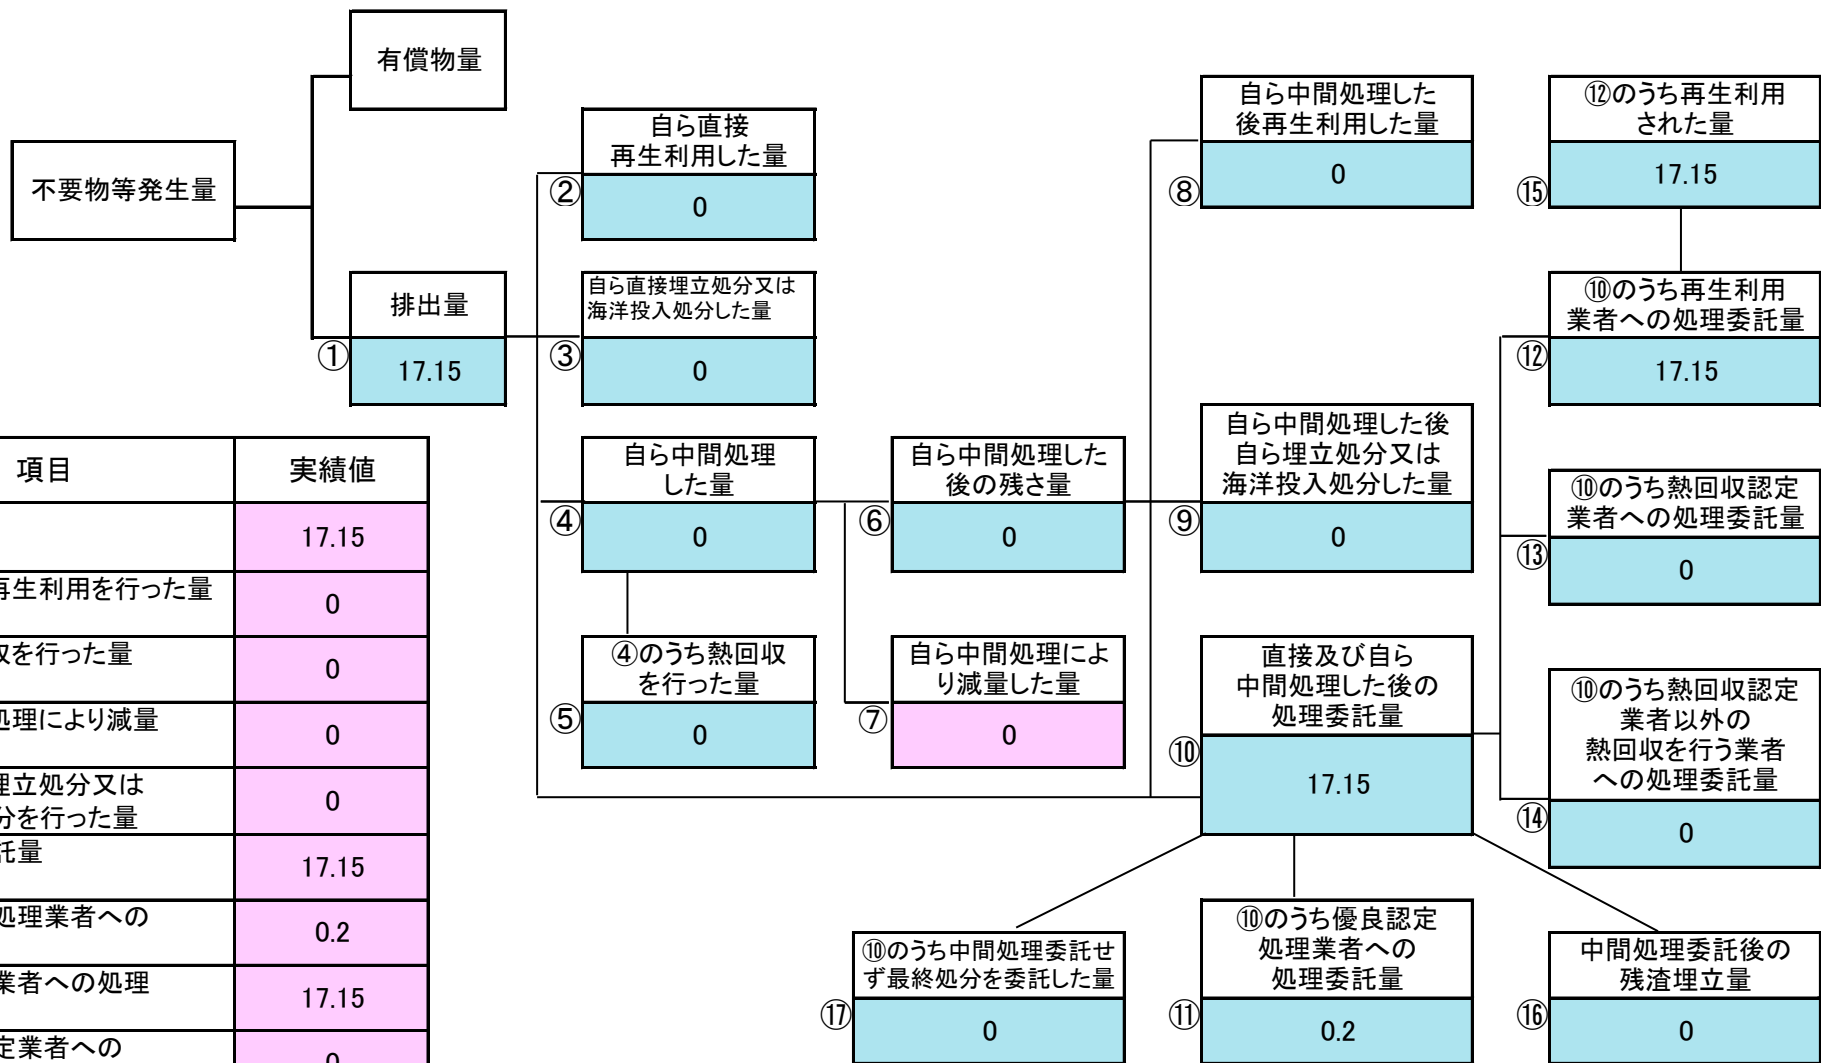 有償物量
不要物等発生量
排出量
①
17.15
自ら直接
再生利用した量
②
0
自ら直接埋立処分又は
海洋投入処分した量
③
0
自ら中間処理
した量
④
0
④のうち熱回収
を行った量
⑤
0
自ら中間処理した
後の残さ量
⑥
0
自ら中間処理によ
り減量した量
⑦
0
自ら中間処理した
後再生利用した量
⑧
0
自ら中間処理した後
自ら埋立処分又は
海洋投入処分した量
⑨
0
直接及び自ら
中間処理した後の
処理委託量
⑩
17.15
⑫のうち再生利用
された量
⑮
17.15
⑩のうち再生利用
業者への処理委託量
⑫
17.15
⑩のうち熱回収認定
業者への処理委託量
⑬
0
⑩のうち熱回収認定
業者以外の
熱回収を行う業者
への処理委託量
⑭
0
⑩のうち中間処理委託せ
ず最終処分を委託した量
⑰
0
⑩のうち優良認定
処理業者への
処理委託量
⑪
0.2
中間処理委託後の
残渣埋立量
⑯
0
項目 実績値
17.15
再生利用を行った量 0
を行った量 0
処理により減量 0
埋立処分又は
分を行った量 0
託量 17.15
処理業者への 0.2
業者への処理 17.15
定業者への 0